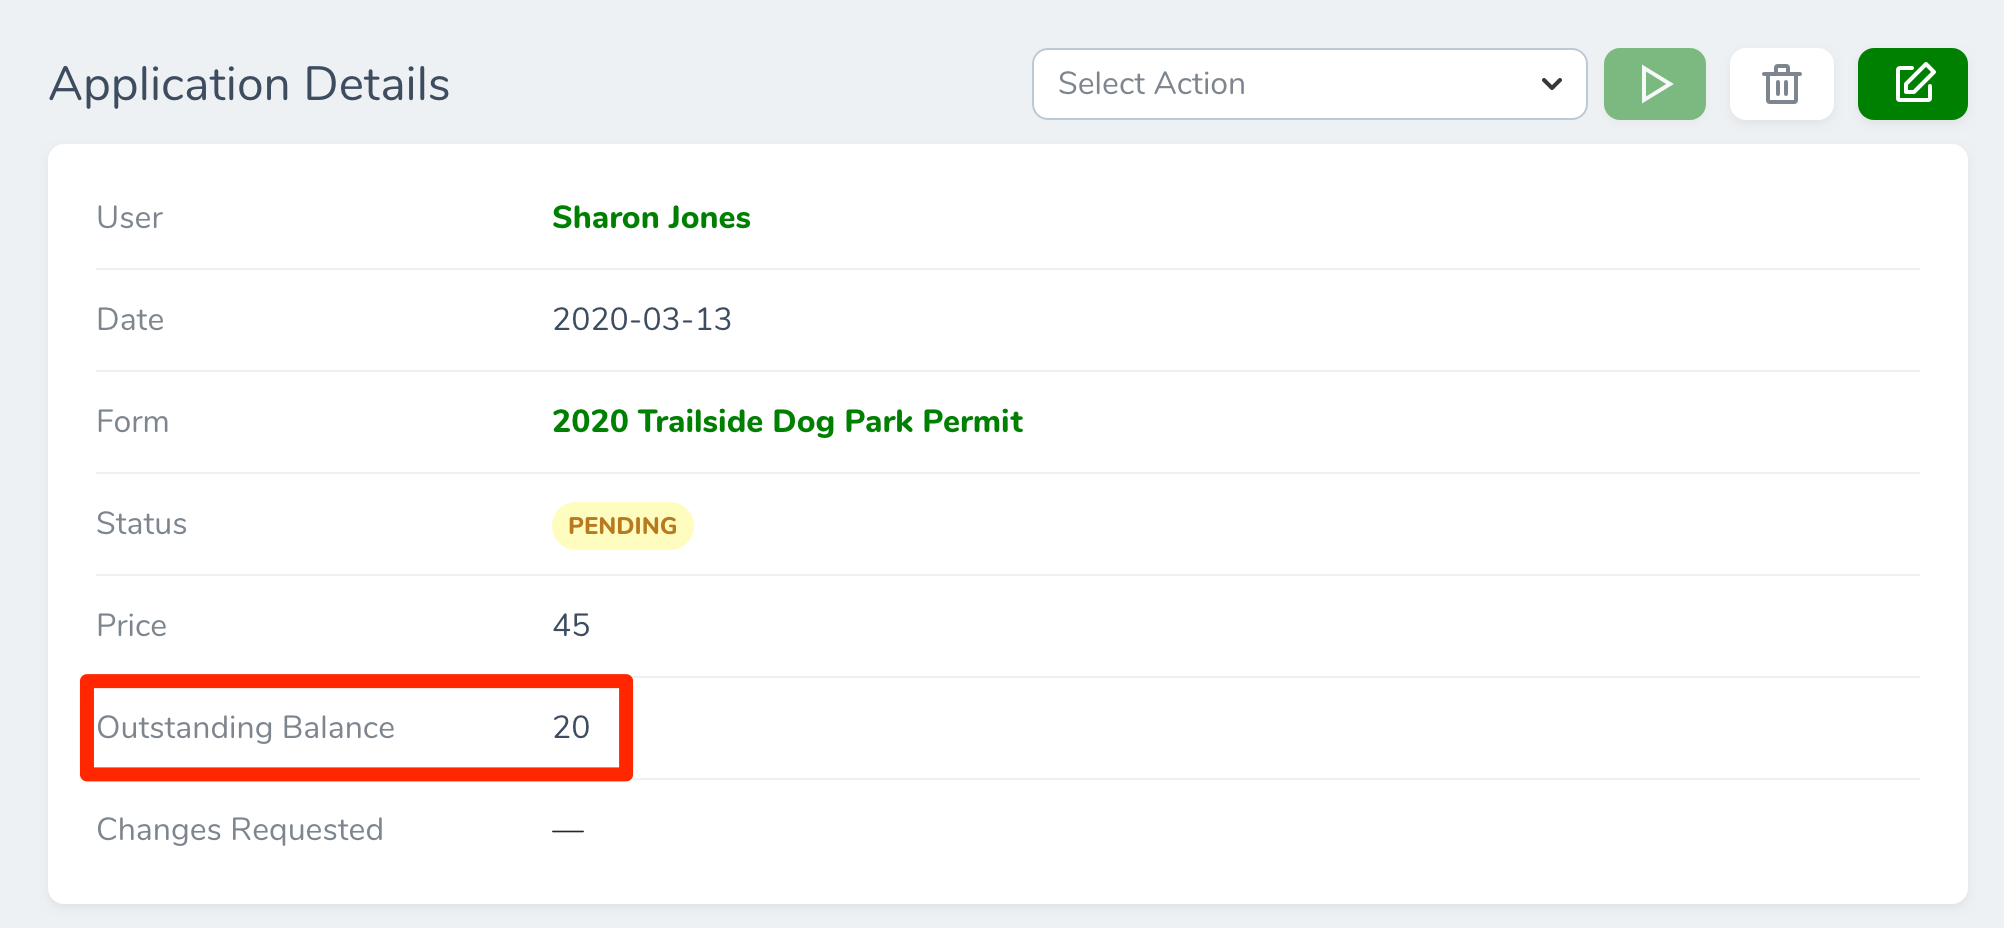 Application Details
Select Action
User Sharon Jones
Date 2020-03-13
Form 2020 Trailside Dog Park Permit
Status PENDING
Price 45
Outstanding Balance 20
Changes Requested —